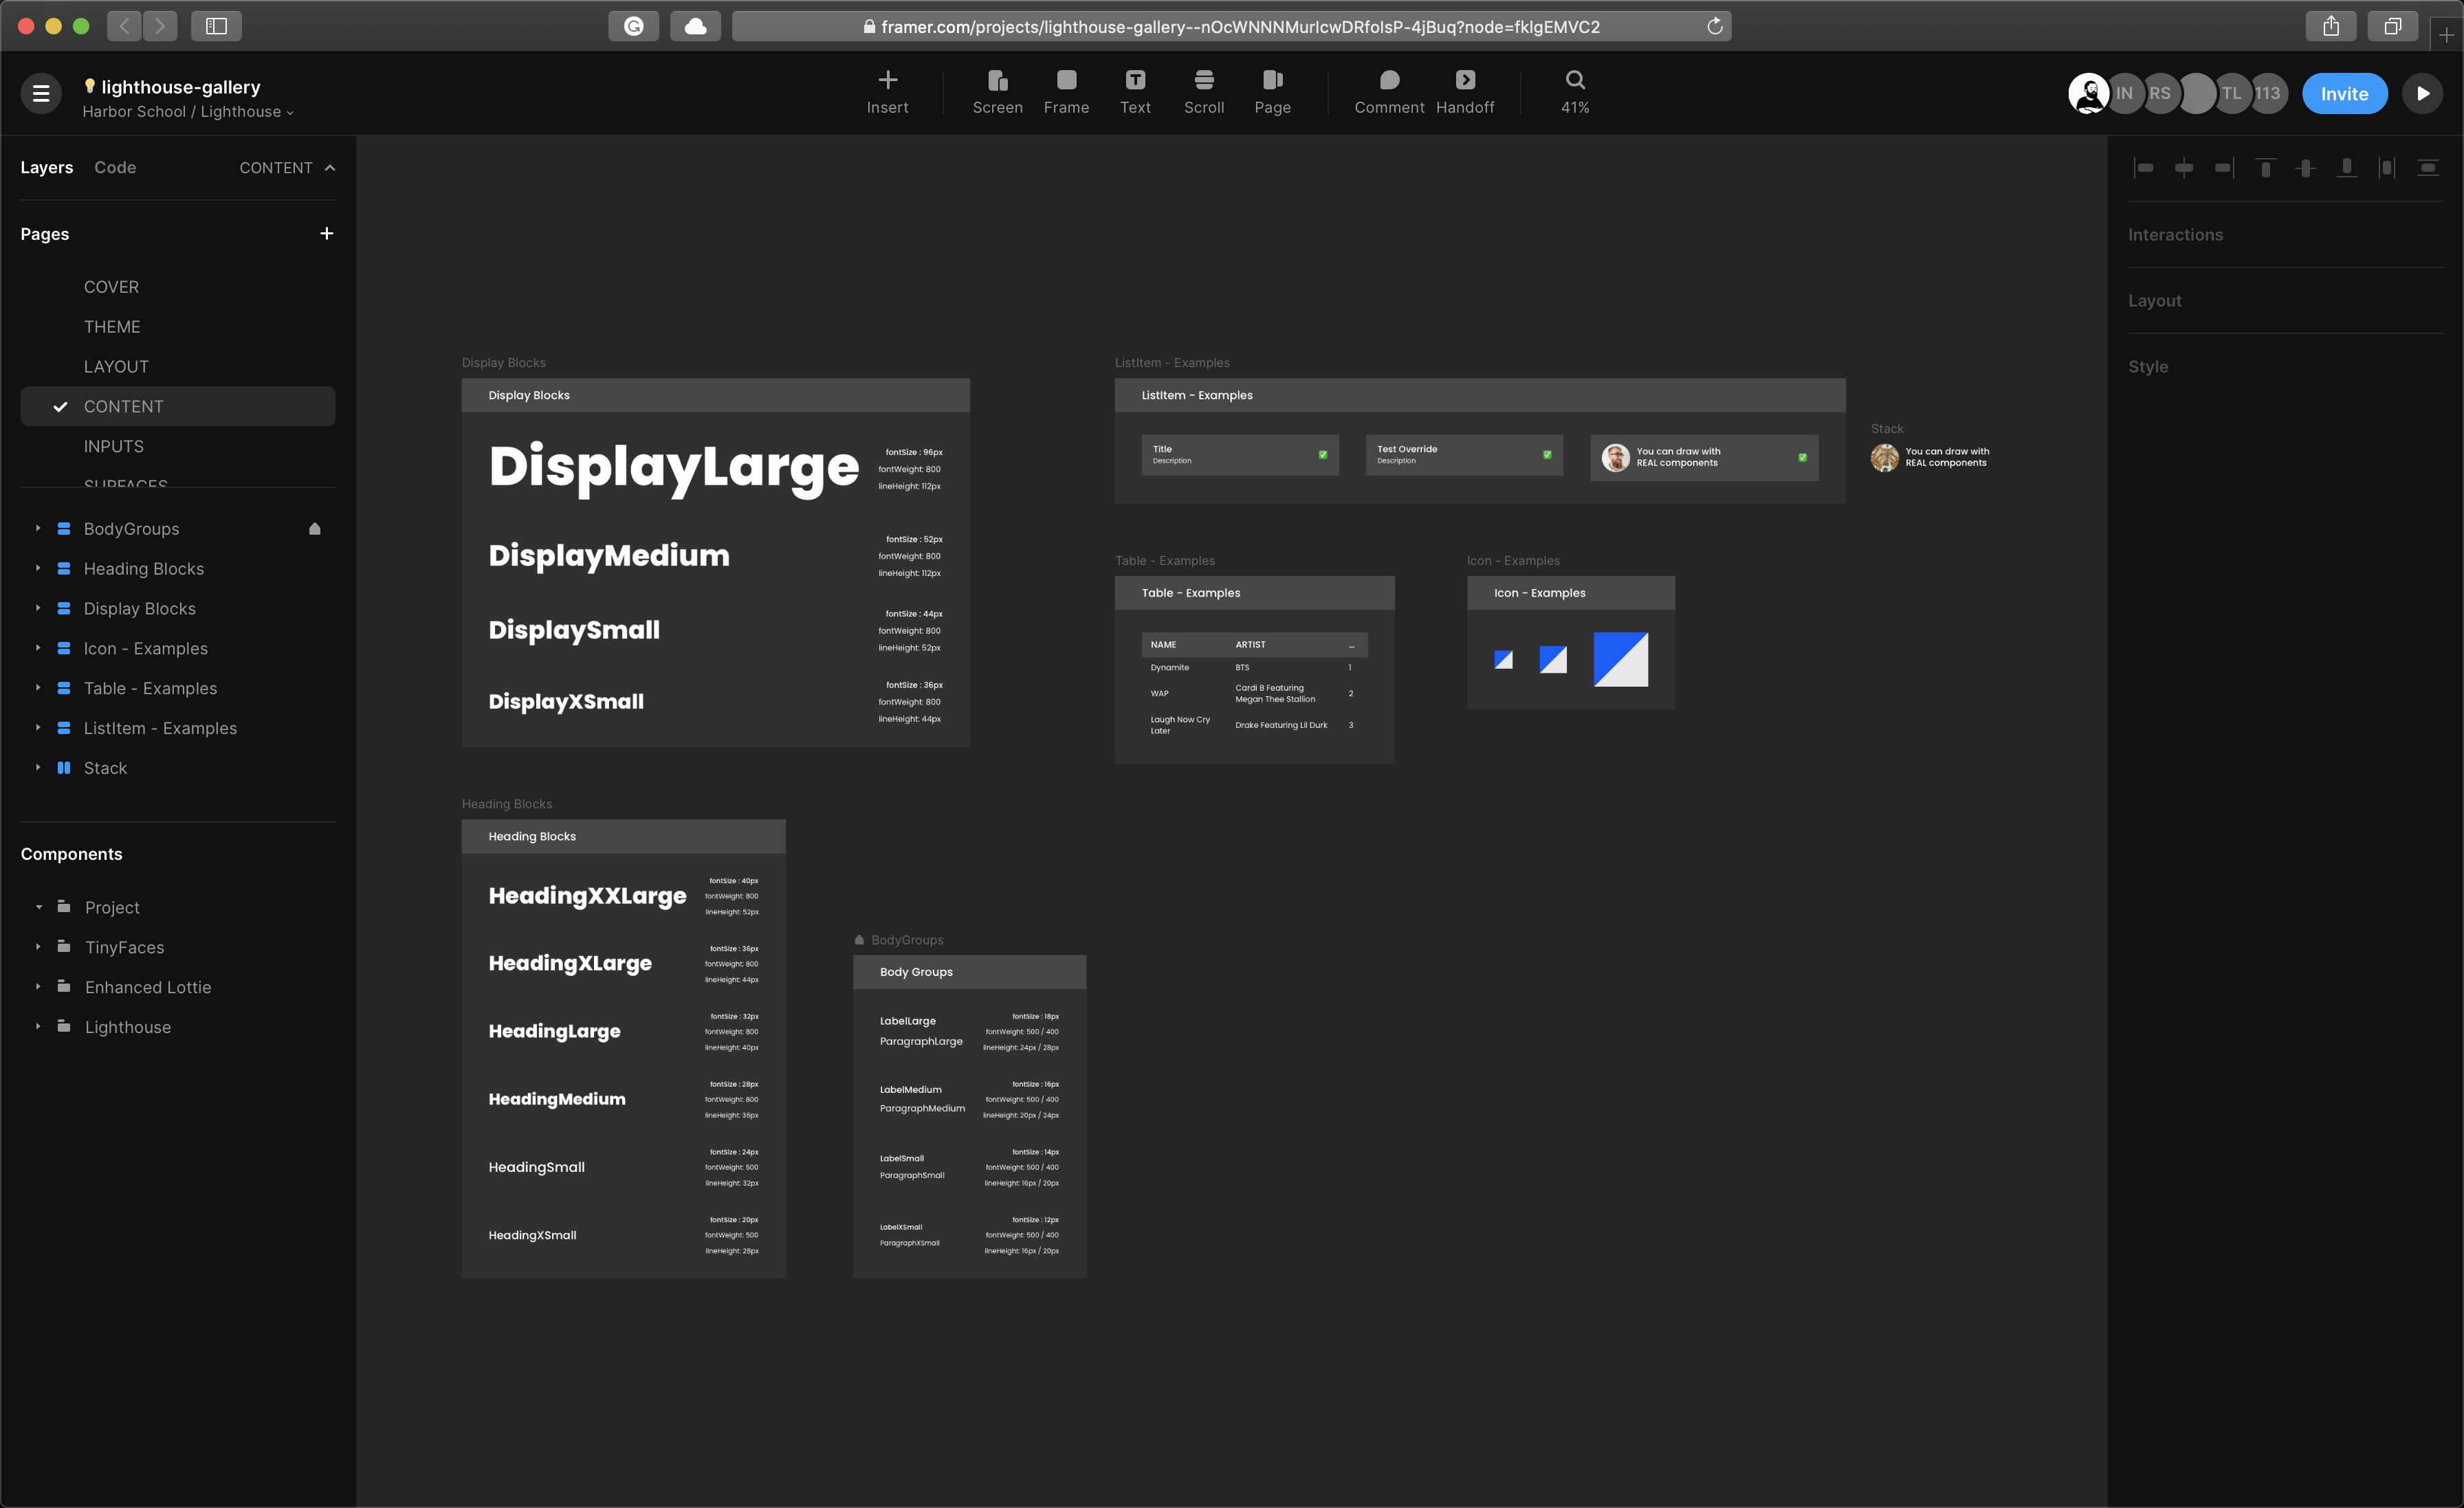 framer.com/projects/lighthouse-gallery--nOcWNNNMurIcwDRfoIsP-4jBuq?node=fklgEMVC2
lighthouse-gallery
Harbor School / Lighthouse
Insert
Screen
Frame
Text
Scroll
Page
Comment
Handoff
41%
IN
RS
TL
113
Invite
Layers
Code
CONTENT
Pages
COVER
THEME
LAYOUT
CONTENT
INPUTS
SURFACES
BodyGroups
Heading Blocks
Display Blocks
Icon - Examples
Table - Examples
ListItem - Examples
Stack
Components
Project
TinyFaces
Enhanced Lottie
Lighthouse
Display Blocks
Display Blocks
DisplayLarge
fontSize : 96px
fontWeight: 800
lineHeight: 112px
DisplayMedium
fontSize : 52px
fontWeight: 800
lineHeight: 112px
DisplaySmall
fontSize : 44px
fontWeight: 800
lineHeight: 52px
DisplayXSmall
fontSize : 36px
fontWeight: 800
lineHeight: 44px
Heading Blocks
Heading Blocks
HeadingXXLarge
fontSize : 40px
fontWeight: 800
lineHeight: 52px
HeadingXLarge
fontSize : 36px
fontWeight: 800
lineHeight: 44px
HeadingLarge
fontSize : 32px
fontWeight: 800
lineHeight: 40px
HeadingMedium
fontSize : 28px
fontWeight: 800
lineHeight: 36px
HeadingSmall
fontSize : 24px
fontWeight: 500
lineHeight: 32px
HeadingXSmall
fontSize : 20px
fontWeight: 500
lineHeight: 28px
BodyGroups
Body Groups
LabelLarge
ParagraphLarge
fontSize : 18px
fontWeight: 500 / 400
lineHeight: 24px / 28px
LabelMedium
ParagraphMedium
fontSize : 16px
fontWeight: 500 / 400
lineHeight: 20px / 24px
LabelSmall
ParagraphSmall
fontSize : 14px
fontWeight: 500 / 400
lineHeight: 16px / 20px
LabelXSmall
ParagraphXSmall
fontSize : 12px
fontWeight: 500 / 400
lineHeight: 16px / 20px
ListItem - Examples
ListItem - Examples
Title
Description
Test Override
Description
You can draw with
REAL components
Stack
You can draw with
REAL components
Table - Examples
Table - Examples
NAME
ARTIST
...
Dynamite
BTS
1
WAP
Cardi B Featuring
Megan Thee Stallion
2
Laugh Now Cry
Later
Drake Featuring Lil Durk
3
Icon - Examples
Icon - Examples
Interactions
Layout
Style